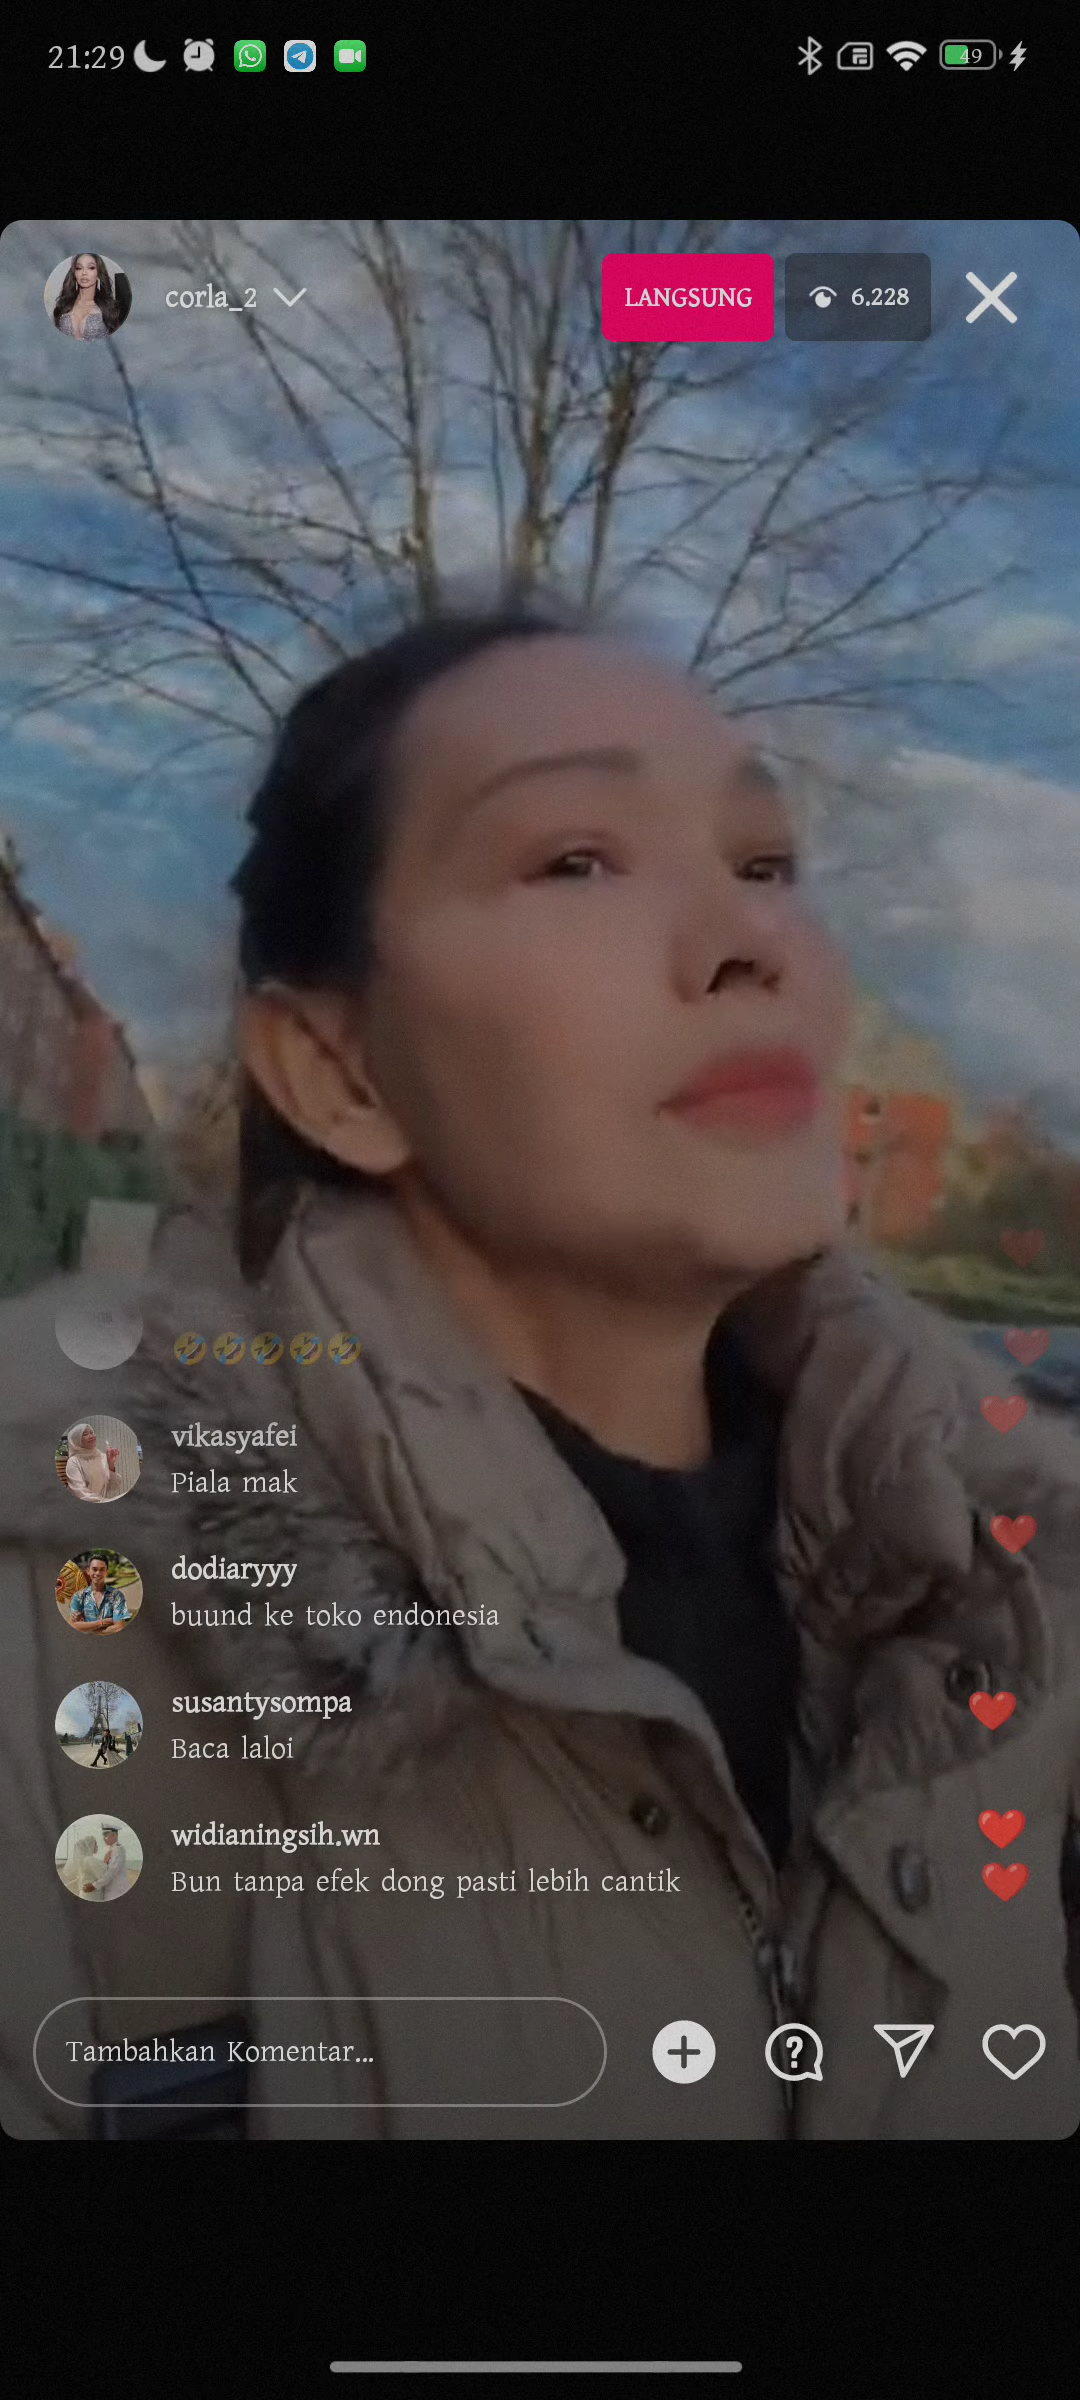 21:29
49
corla_2
LANGSUNG
6.228
vikasyafei
Piala mak
dodiaryyy
buund ke toko endonesia
susantysompa
Baca laloi
widianingsih.wn
Bun tanpa efek dong pasti lebih cantik
Tambahkan Komentar...